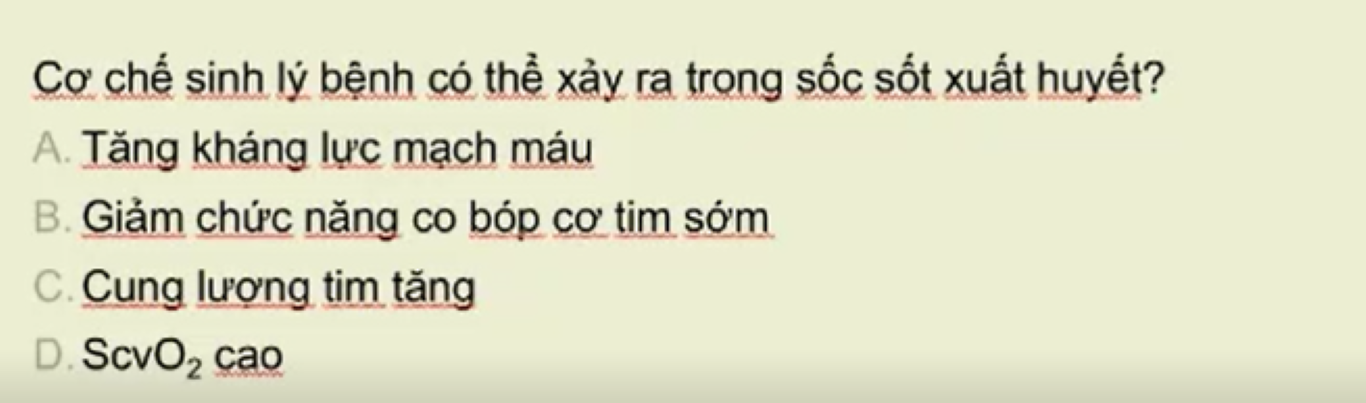 Cơ chế sinh lý bệnh có thể xảy ra trong sốc sốt xuất huyết?
A. Tăng kháng lực mạch máu
B. Giảm chức năng co bóp cơ tim sớm
C. Cung lượng tim tăng
D. ScvO₂ cao